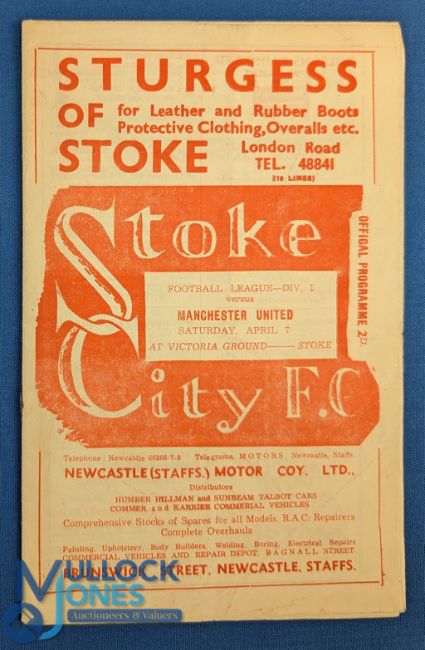 STURGESS
OF for Leather and Rubber Boots
Protective Clothing, Overalls etc.
STOKE London Road
TEL. 48841
(10 LINES)
Stoke
OFFICIAL PROGRAMME 2D.
FOOTBALL LEAGUE—DIV. 1
versus
MANCHESTER UNITED
SATURDAY, APRIL 7
AT VICTORIA GROUND——STOKE
City F.C
Telephone: Newcastle 66206-7-8 Telegrams, MOTORS, Newcastle, Staffs.
NEWCASTLE (STAFFS.) MOTOR COY. LTD.,
Distributors
HUMBER HILLMAN and SUNBEAM TALBOT CARS
COMMER and KARRIER COMMERCIAL VEHICLES
Comprehensive Stocks of Spares for all Models. R.A.C. Repairers
Complete Overhauls
Painting, Upholstery, Body Builders, Welding, Boring, Electrical Repairs
COMMERCIAL VEHICLES AND REPAIR DEPOT, BAGNALL STREET
BRUNSWICK STREET, NEWCASTLE, STAFFS.
MULLOCK
JONES
Auctioneers & Valuers